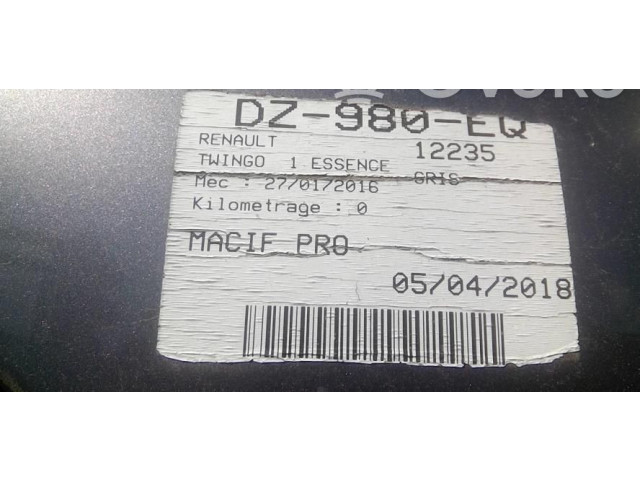 DZ-980-EQ
RENAULT 12235
TWINGO 1 ESSENCE GRIS
Mec : 27/01/2016
Kilometrage : 0
MACIF PRO
05/04/2018